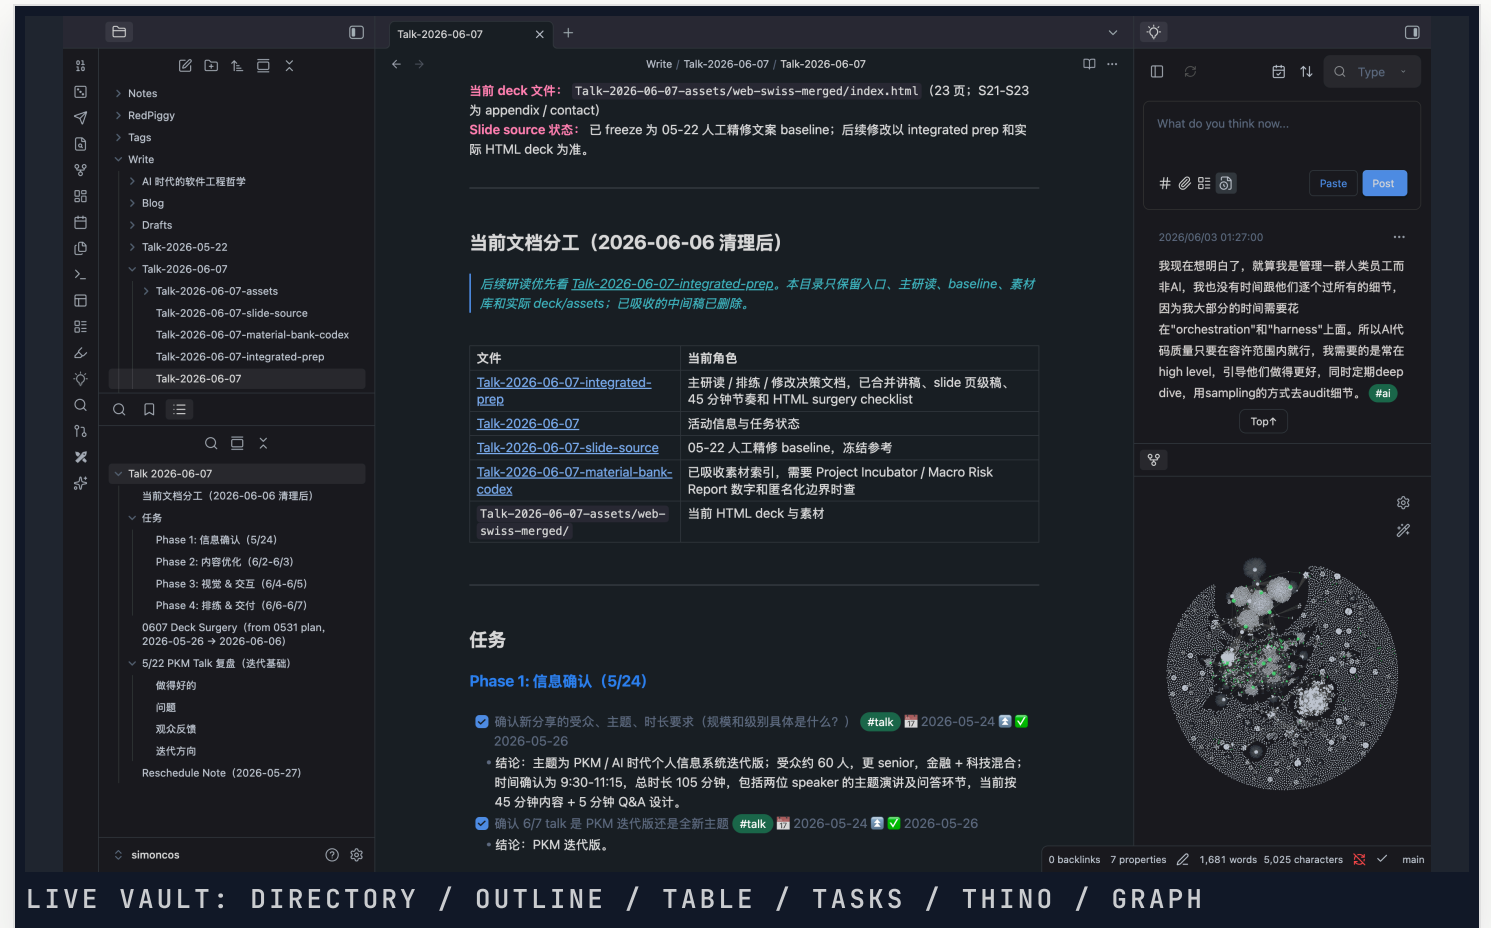 Talk-2026-06-07
Write / Talk-2026-06-07 / Talk-2026-06-07
Notes
RedPiggy
Tags
Write
AI 时代的软件工程哲学
Blog
Drafts
Talk-2026-05-22
Talk-2026-06-07
Talk-2026-06-07-assets
Talk-2026-06-07-slide-source
Talk-2026-06-07-material-bank-codex
Talk-2026-06-07-integrated-prep
Talk-2026-06-07
Talk 2026-06-07
当前文档分工（2026-06-06 清理后）
任务
Phase 1: 信息确认（5/24）
Phase 2: 内容优化（6/2-6/3）
Phase 3: 视觉 & 交互（6/4-6/5）
Phase 4: 排练 & 交付（6/6-6/7）
0607 Deck Surgery（from 0531 plan,
2026-05-26 → 2026-06-06）
5/22 PKM Talk 复盘（迭代基础）
做得好的
问题
观众反馈
迭代方向
Reschedule Note（2026-05-27）
simoncos
当前 deck 文件： Talk-2026-06-07-assets/web-swiss-merged/index.html （23 页；S21-S23
为 appendix / contact）
Slide source 状态： 已 freeze 为 05-22 人工精修文案 baseline；后续修改以 integrated prep 和实
际 HTML deck 为准。
当前文档分工（2026-06-06 清理后）
后续研读优先看 Talk-2026-06-07-integrated-prep。本目录只保留入口、主研读、baseline、素材
库和实际 deck/assets；已吸收的中间稿已删除。
文件 当前角色
Talk-2026-06-07-integrated- 主研读 / 排练 / 修改决策文档，已合并讲稿、slide 页级稿、
prep 45 分钟节奏和 HTML surgery checklist
Talk-2026-06-07 活动信息与任务状态
Talk-2026-06-07-slide-source 05-22 人工精修 baseline，冻结参考
Talk-2026-06-07-material-bank- 已吸收素材索引，需要 Project Incubator / Macro Risk
codex Report 数字和匿名化边界时查
Talk-2026-06-07-assets/web- 当前 HTML deck 与素材
swiss-merged/
任务
Phase 1: 信息确认（5/24）
确认新分享的受众、主题、时长要求（规模和级别具体是什么？） #talk 📅 2026-05-24 ⏫ ✅
2026-05-26
• 结论：主题为 PKM / AI 时代个人信息系统迭代版；受众约 60 人，更 senior，金融 + 科技混合；
时间确认为 9:30-11:15，总时长 105 分钟，包括两位 speaker 的主题演讲及问答环节，当前按
45 分钟内容 + 5 分钟 Q&A 设计。
确认 6/7 talk 是 PKM 迭代版还是全新主题 #talk 📅 2026-05-24 ⏫ ✅ 2026-05-26
• 结论：PKM 迭代版。
Type
What do you think now...
Paste
Post
2026/06/03 01:27:00
我现在想明白了，就算我是管理一群人类员工而
非AI，我也没有时间跟他们逐个过所有的细节，
因为我大部分的时间需要花
在"orchestration"和"harness"上面。所以AI代
码质量只要在容许范围内就行，我需要的是常在
high level，引导他们做得更好，同时定期deep
dive，用sampling的方式去audit细节。 #ai
Top↑
0 backlinks 7 properties 1,681 words 5,025 characters main
LIVE VAULT: DIRECTORY / OUTLINE / TABLE / TASKS / THINO / GRAPH